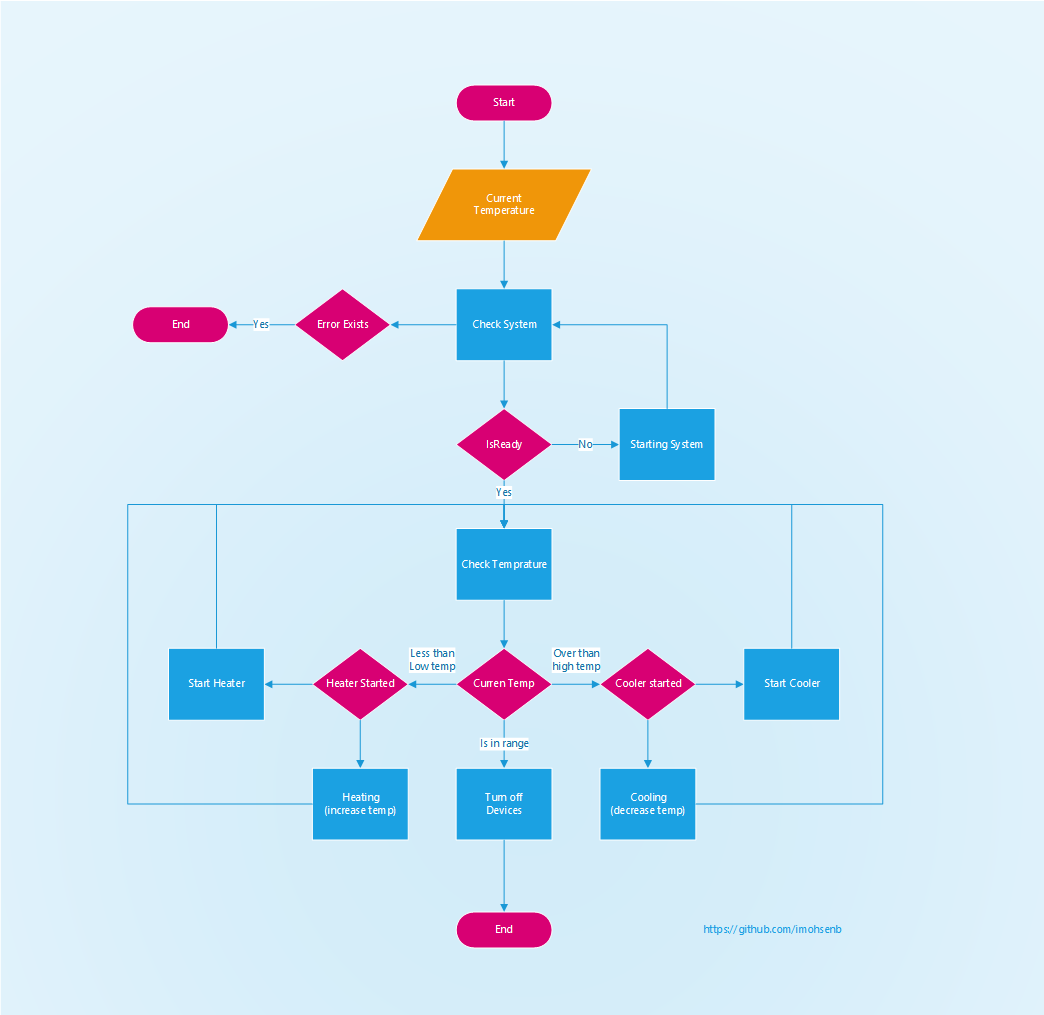 Start
Current
Temperature
End
Yes
Error Exists
Check System
IsReady
No
Starting System
Yes
Check Temprature
Less than
Low temp
Over than
high temp
Start Heater
Heater Started
Curren Temp
Cooler started
Start Cooler
Is in range
Heating
(increase temp)
Turn off
Devices
Cooling
(decrease temp)
End
https://github.com/imohsenb